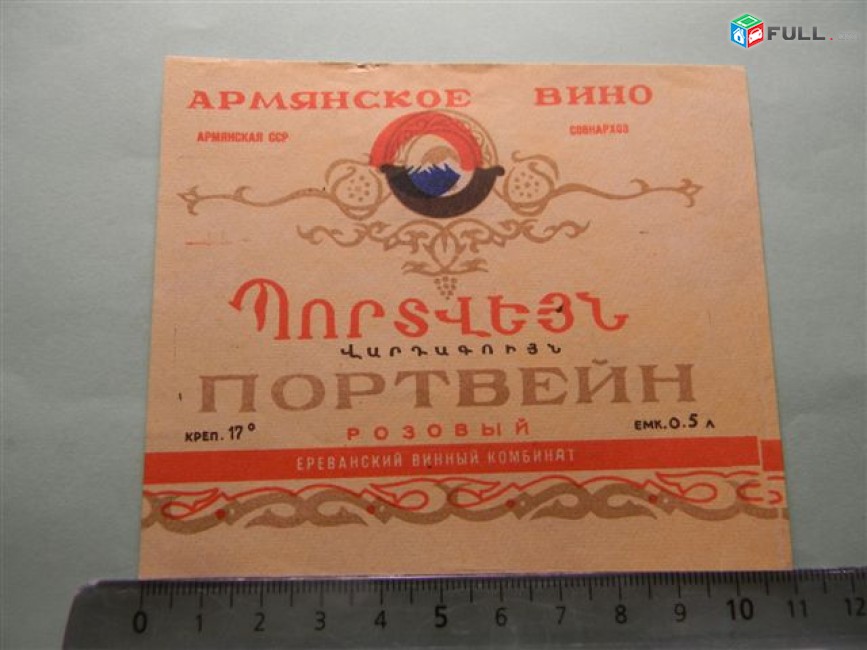 FULL.
АРМЯНСКОЕ ВИНО
АРМЯНСКАЯ ССР СОВНАРХОЗ
ՊՈՐՏՎԵՅՆ
ՎԱՐԴԱԳՈՒՅՆ
ПОРТВЕЙН
КРЕП. 17° РОЗОВЫЙ ЕМК. 0.5 л
ЕРЕВАНСКИЙ ВИННЫЙ КОМБИНАТ
0 1 2 3 4 5 6 7 8 9 10 11 12